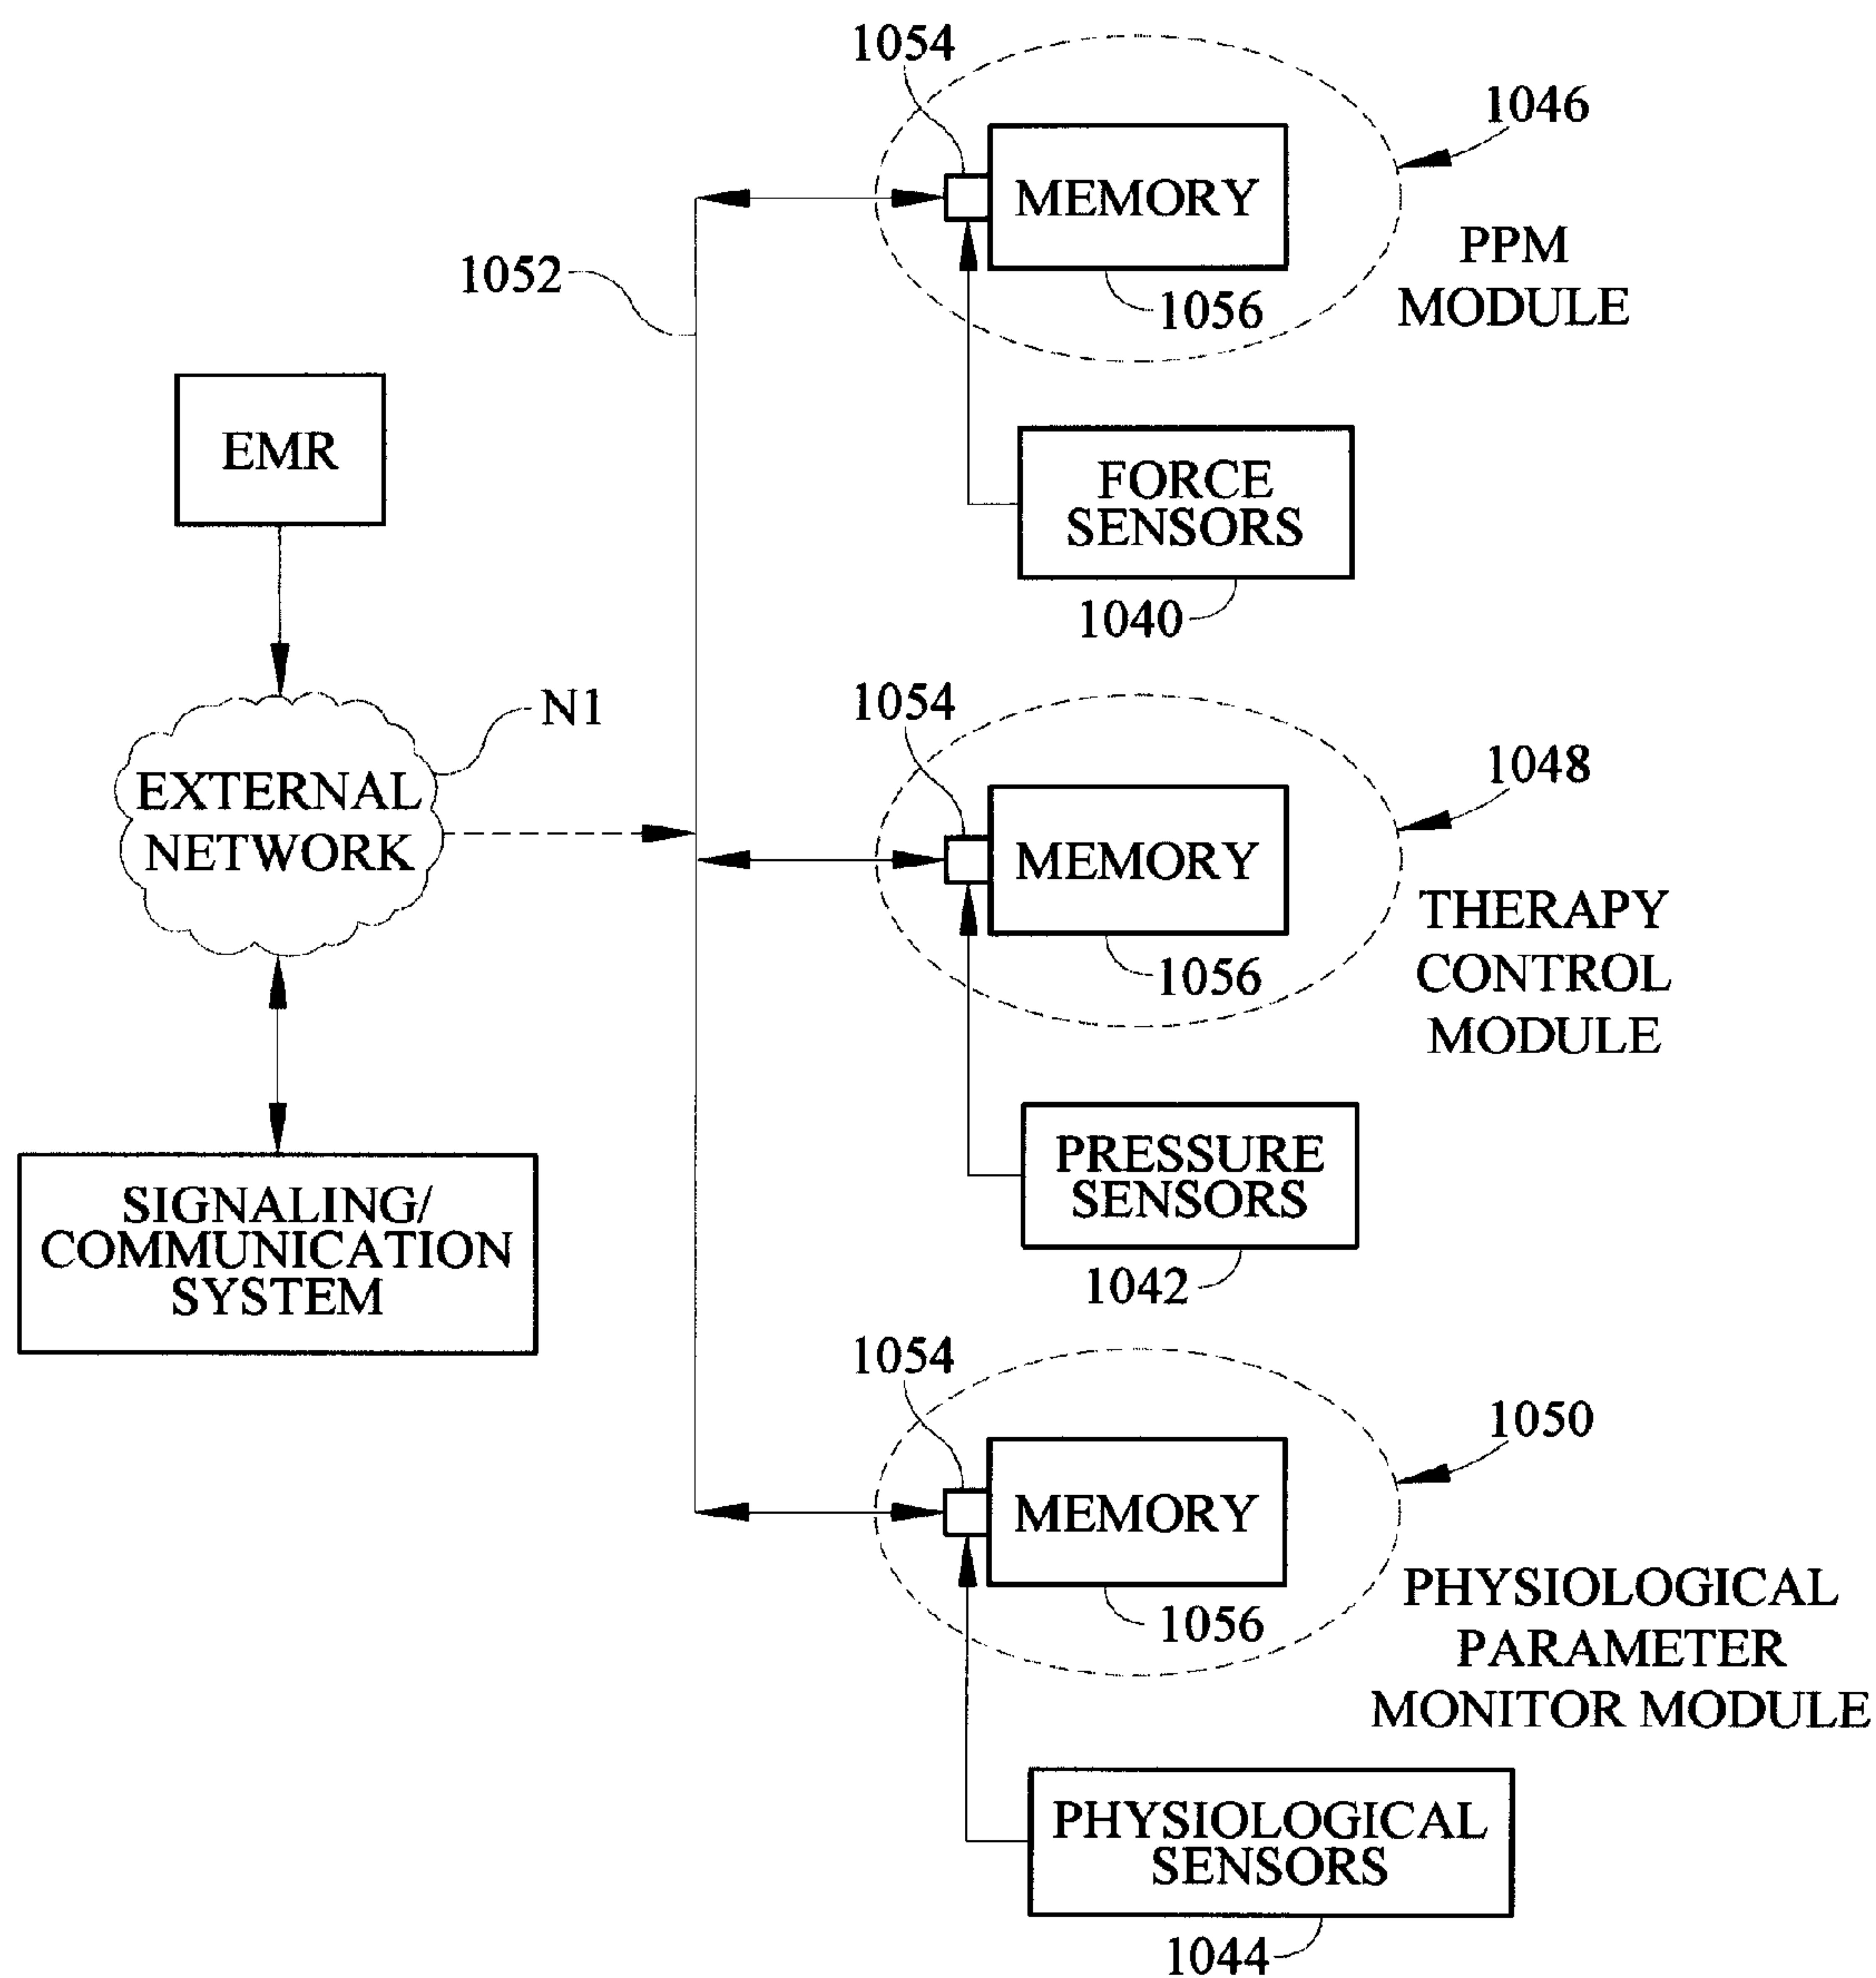 1054
1046
MEMORY
PPM
MODULE
1052
1056
EMR
FORCE
SENSORS
1040
N1
1054
1048
EXTERNAL
NETWORK
MEMORY
THERAPY
CONTROL
MODULE
1056
PRESSURE
SENSORS
1042
SIGNALING/
COMMUNICATION
SYSTEM
1054
1050
MEMORY
1056
PHYSIOLOGICAL
PARAMETER
MONITOR MODULE
PHYSIOLOGICAL
SENSORS
1044